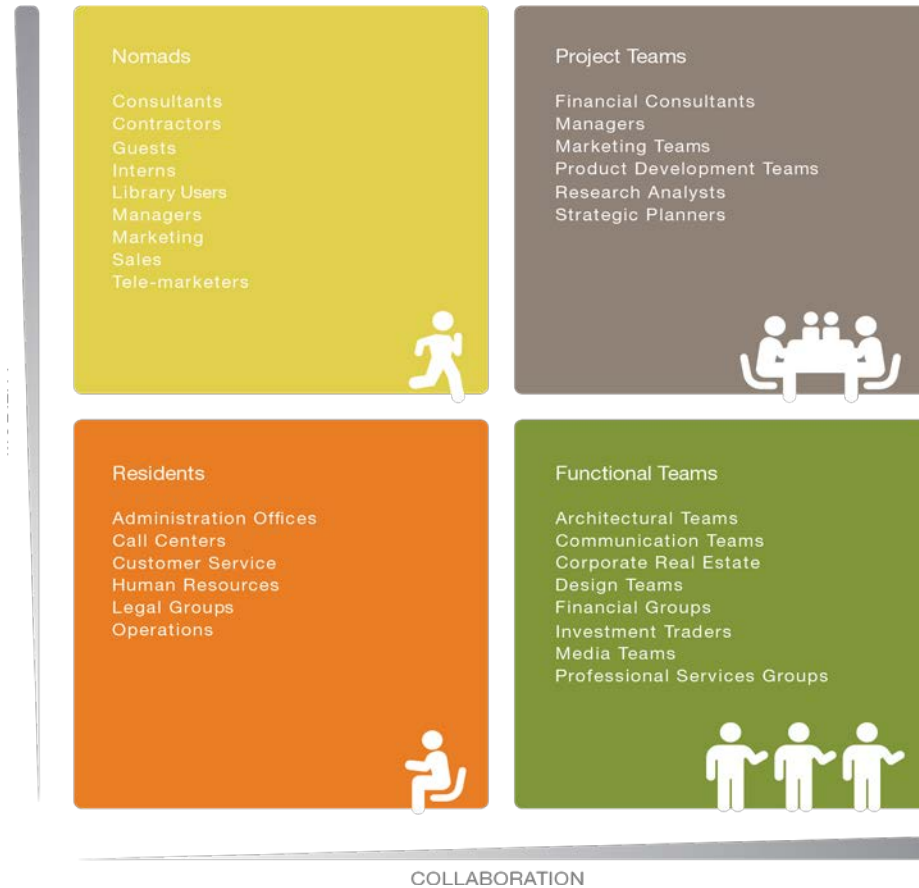 Nomads
Consultants
Contractors
Guests
Interns
Library Users
Managers
Marketing
Sales
Tele-marketers
Project Teams
Financial Consultants
Managers
Marketing Teams
Product Development Teams
Research Analysts
Strategic Planners
Residents
Administration Offices
Call Centers
Customer Service
Human Resources
Legal Groups
Operations
Functional Teams
Architectural Teams
Communication Teams
Corporate Real Estate
Design Teams
Financial Groups
Investment Traders
Media Teams
Professional Services Groups
COLLABORATION